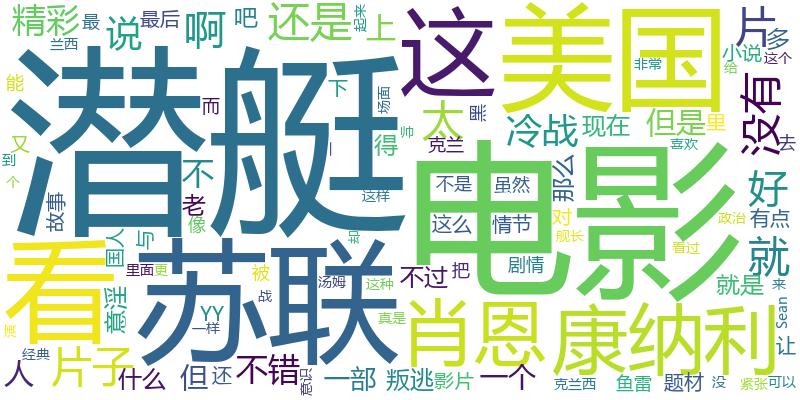 精彩
最
兰西
说
最后
啊
吧
还是
起来
上
这
美国
片
多
小说
这个
非常
给
能
又
到
个
潜艇
而
下
场面
黑
太
冷战
现在
但是
里
喜欢
没有
去
不
得
一
帅
克兰
电影
好
故事
老
像
这样
不是
虽然
那么
这么
情节
对
舰长
政治
有点
看
国人
与
里面
更
苏联
却
被
战
汤姆
这种
不过
把
剧情
看过
就
就是
来
意淫
YY
一样
真是
肖恩
康纳利
Sean
让
经典
人
片子
什么
但
还
不错
意识
一部
叛逃
影片
一个
克兰西
鱼雷
题材
没
紧张
可以